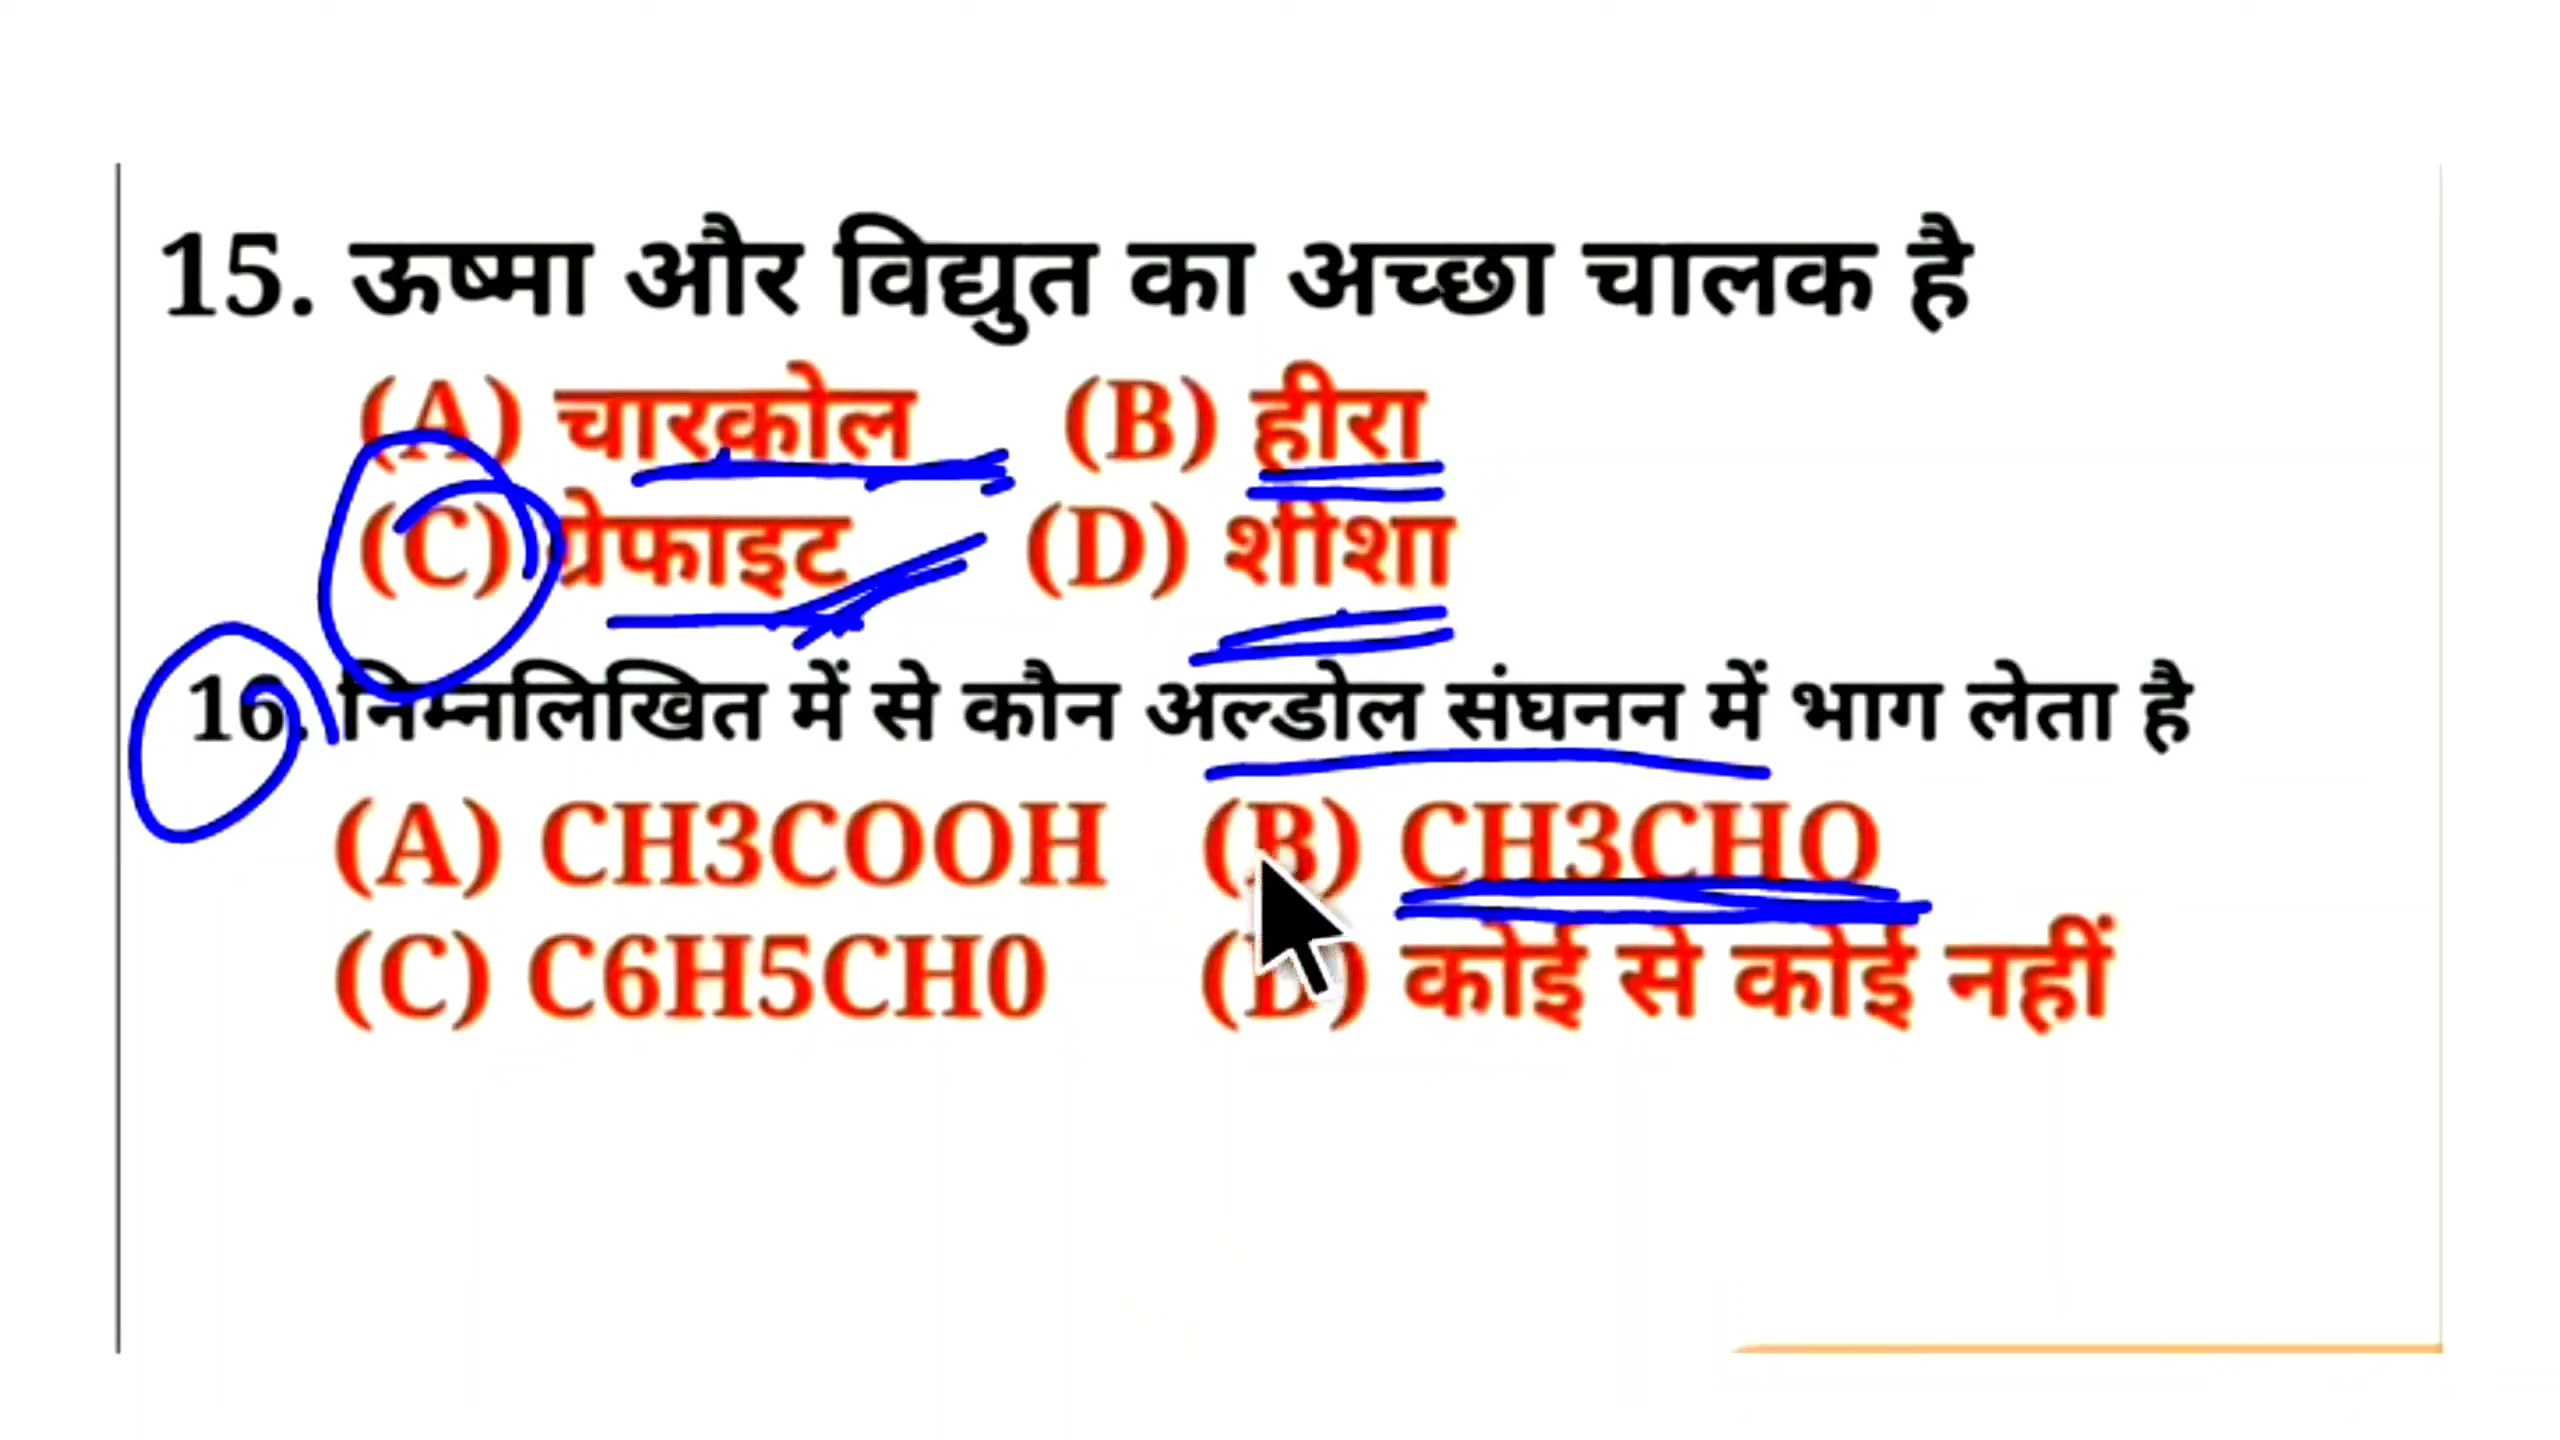 15. ऊष्मा और विद्युत का अच्छा चालक है
(A) चारकोल (B) हीरा
(C) ग्रेफाइट (D) शीशा
16. निम्नलिखित में से कौन अल्डोल संघनन में भाग लेता है
(A) CH3COOH (B) CH3CHO
(C) C6H5CH0 (D) कोई से कोई नहीं